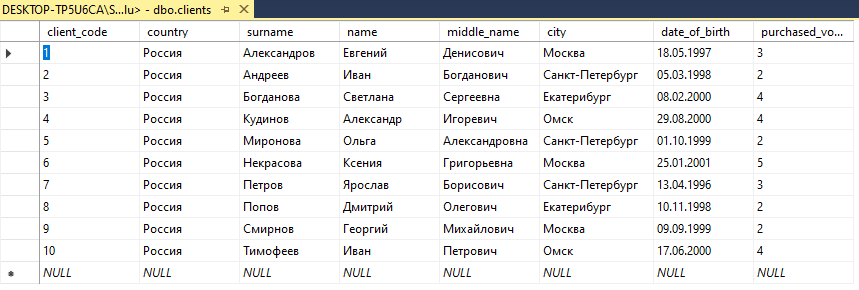 DESKTOP-TP5U6CA\S...lu> - dbo.clients
client_code country surname name middle_name city date_of_birth purchased_vo...
1 Россия Александров Евгений Денисович Москва 18.05.1997 3
2 Россия Андреев Иван Богданович Санкт-Петербург 05.03.1998 2
3 Россия Богданова Светлана Сергеевна Екатерибург 08.02.2000 4
4 Россия Кудинов Александр Игоревич Омск 29.08.2000 4
5 Россия Миронова Ольга Александровна Санкт-Петербург 01.10.1999 2
6 Россия Некрасова Ксения Григорьевна Москва 25.01.2001 5
7 Россия Петров Ярослав Борисович Санкт-Петербург 13.04.1996 3
8 Россия Попов Дмитрий Олегович Екатерибург 10.11.1998 2
9 Россия Смирнов Георгий Михайлович Москва 09.09.1999 2
10 Россия Тимофеев Иван Петрович Омск 17.06.2000 4
NULL NULL NULL NULL NULL NULL NULL NULL